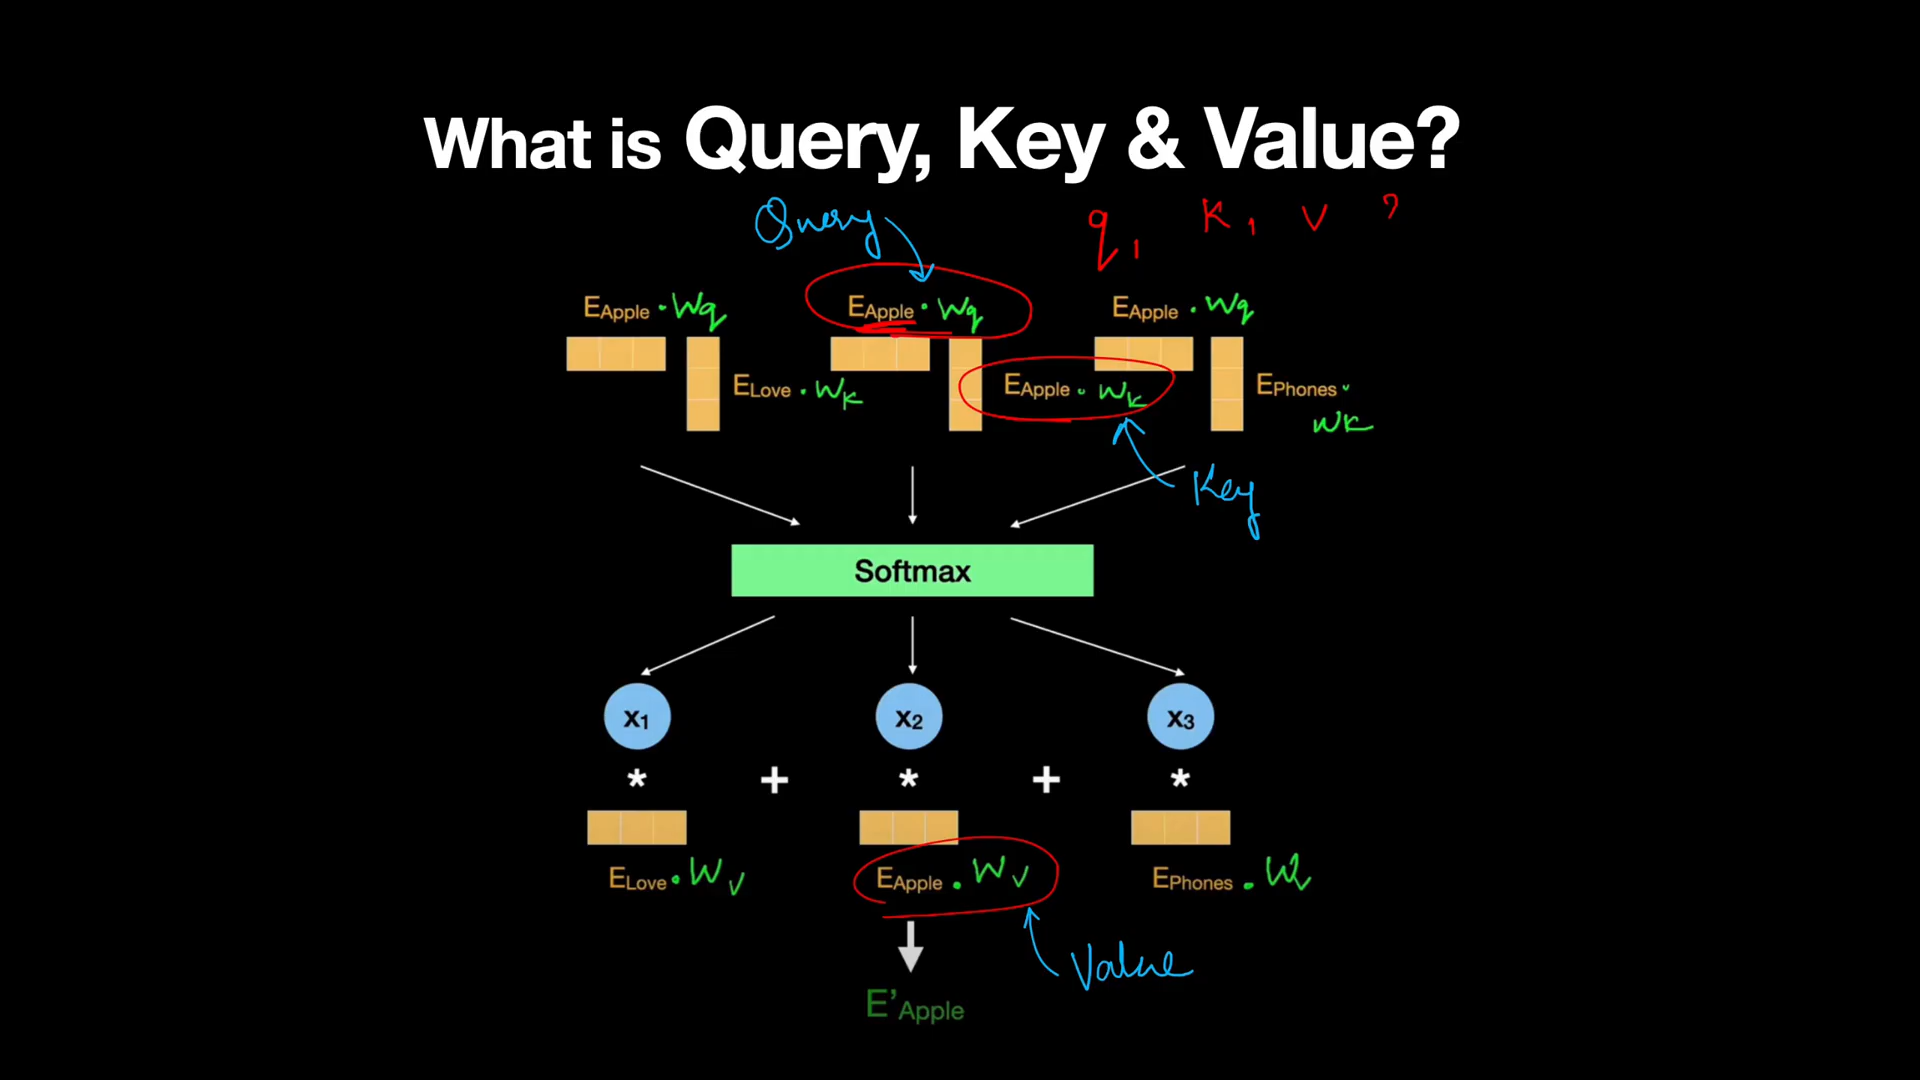 What is Query, Key & Value?
Query
q, K, V ?
EApple · Wq
EApple · Wq
EApple · Wq
ELove · WK
EApple · WK
EPhones ·
WK
Key
Softmax
x1
x2
x3
* + * + *
ELove · WV
EApple · WV
EPhones · WV
Value
E’Apple